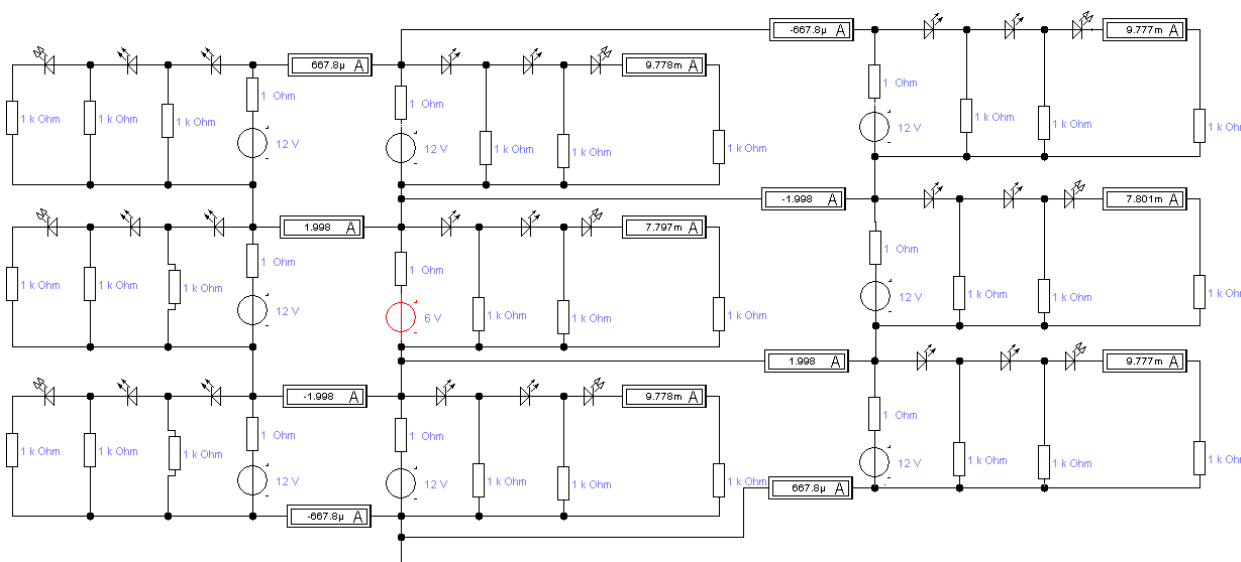 -667.8µ A
9.777m A
667.8µ A
9.778m A
1 Ohm
1 Ohm
1 Ohm
1 k Ohm
1 k Ohm
1 k Ohm
12 V
12 V
1 k Ohm
1 k Ohm
1 k Ohm
12 V
1 k Ohm
1 k Ohm
1 k Ohm
-1.998 A
7.801m A
1.998 A
7.797m A
1 Ohm
1 Ohm
1 Ohm
1 k Ohm
1 k Ohm
1 k Ohm
12 V
6 V
1 k Ohm
1 k Ohm
1 k Ohm
12 V
1 k Ohm
1 k Ohm
1 k Oh
1.998 A
9.777m A
-1.998 A
9.778m A
1 Ohm
1 Ohm
1 Ohm
1 k Ohm
1 k Ohm
1 k Ohm
12 V
12 V
1 k Ohm
1 k Ohm
1 k Ohm
12 V
1 k Ohm
1 k Ohm
1 k Oh
-667.8µ A
667.8µ A